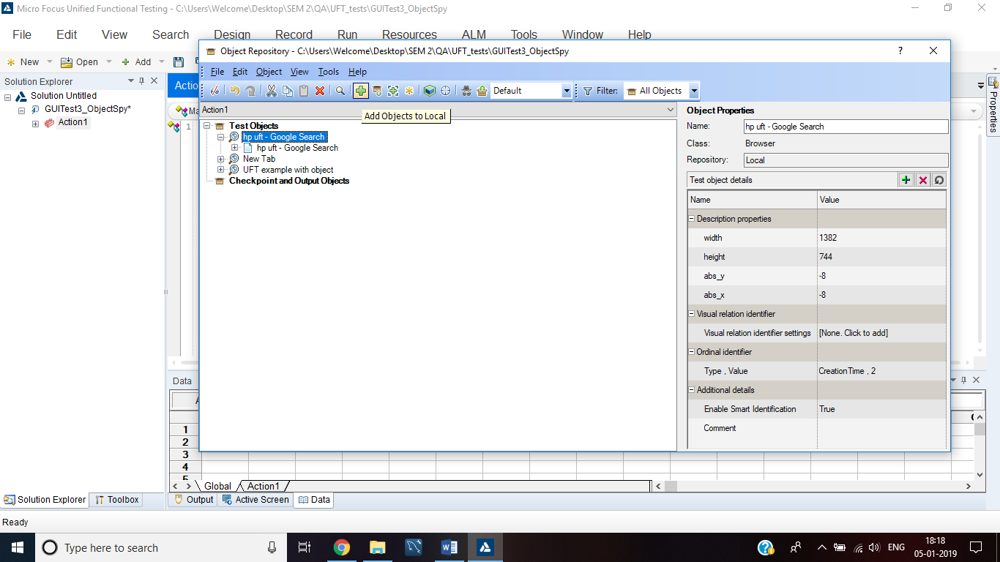 Micro Focus Unified Functional Testing - C:\Users\Welcome\Desktop\SEM 2\QA\UFT_tests\GUITest3_ObjectSpy
File Edit View Search Design Record Run Resources ALM Tools Window Help
New Open Add
Solution Explorer
Solution Untitled
GUITest3_ObjectSpy*
Action1
Actio
Ma
1
Properties
Object Repository - C:\Users\Welcome\Desktop\SEM 2\QA\UFT_tests\GUITest3_ObjectSpy
File Edit Object View Tools Help
Default Filter: All Objects
Action1
Add Objects to Local
Test Objects
hp uft - Google Search
hp uft - Google Search
New Tab
UFT example with object
Checkpoint and Output Objects
Object Properties
Name: hp uft - Google Search
Class: Browser
Repository: Local
Test object details
Name Value
Description properties
width 1382
height 744
abs_y -8
abs_x -8
Visual relation identifier
Visual relation identifier settings [None. Click to add]
Ordinal identifier
Type , Value CreationTime , 2
Additional details
Enable Smart Identification True
Comment
Data
1
2
3
4
5
Global Action1
Solution Explorer Toolbox Output Active Screen Data
Ready
Type here to search
ENG
18:18
05-01-2019